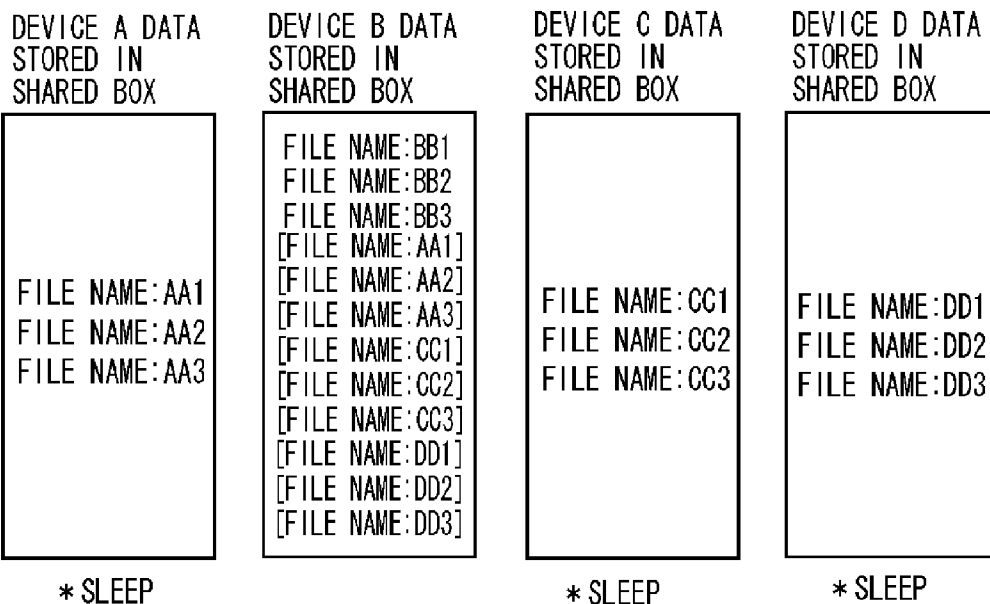 DEVICE A DATA
STORED IN
SHARED BOX
FILE NAME:AA1
FILE NAME:AA2
FILE NAME:AA3
*SLEEP
DEVICE B DATA
STORED IN
SHARED BOX
FILE NAME:BB1
FILE NAME:BB2
FILE NAME:BB3
[FILE NAME:AA1]
[FILE NAME:AA2]
[FILE NAME:AA3]
[FILE NAME:CC1]
[FILE NAME:CC2]
[FILE NAME:CC3]
[FILE NAME:DD1]
[FILE NAME:DD2]
[FILE NAME:DD3]
DEVICE C DATA
STORED IN
SHARED BOX
FILE NAME:CC1
FILE NAME:CC2
FILE NAME:CC3
*SLEEP
DEVICE D DATA
STORED IN
SHARED BOX
FILE NAME:DD1
FILE NAME:DD2
FILE NAME:DD3
*SLEEP